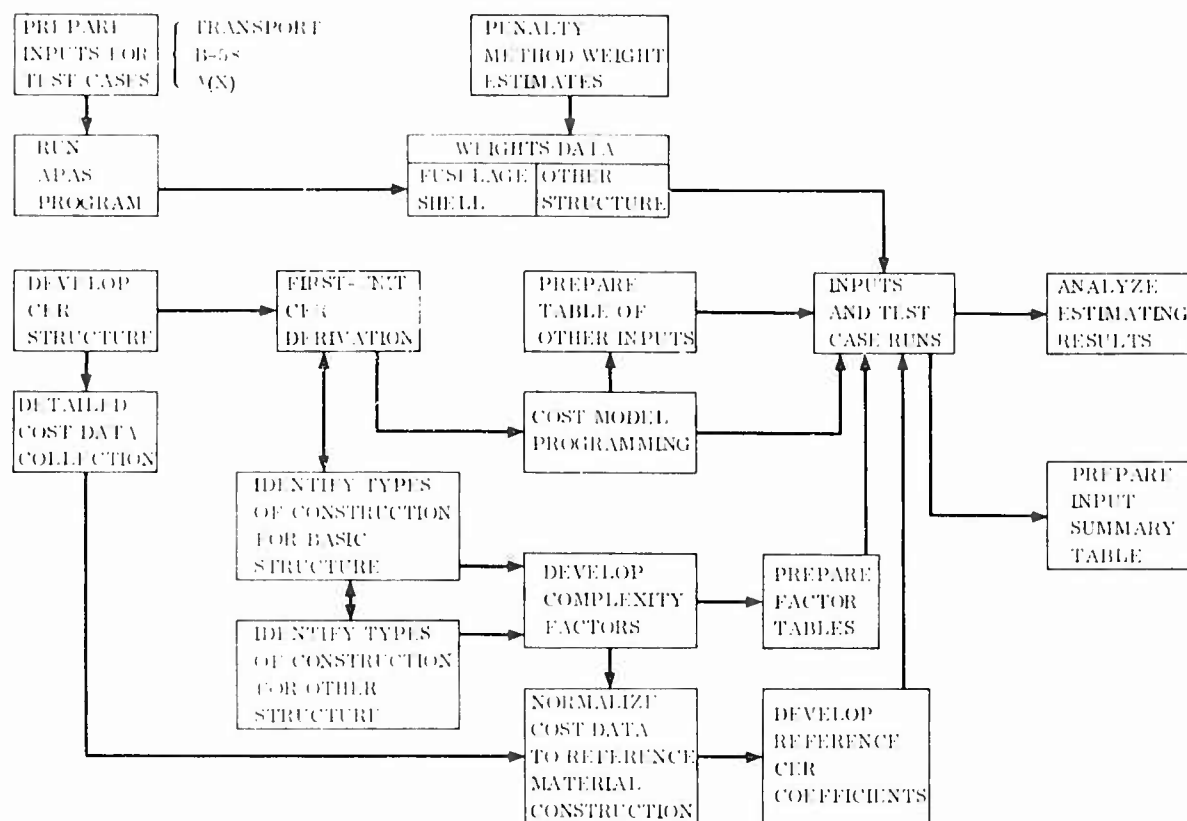 PREPARE
INPUTS FOR
TEST CASES
TRANSPORT
B-58
A(X)
PENALTY
METHOD WEIGHT
ESTIMATES
RUN
APAS
PROGRAM
WEIGHTS DATA
FUSELAGE
SHELL
OTHER
STRUCTURE
DEVELOP
CER
STRUCTURE
FIRST-UNIT
CER
DERIVATION
PREPARE
TABLE OF
OTHER INPUTS
INPUTS
AND TEST
CASE RUNS
ANALYZE
ESTIMATING
RESULTS
DETAILED
COST DATA
COLLECTION
COST MODEL
PROGRAMMING
IDENTIFY TYPES
OF CONSTRUCTION
FOR BASIC
STRUCTURE
PREPARE
INPUT
SUMMARY
TABLE
DEVELOP
COMPLEXITY
FACTORS
PREPARE
FACTOR
TABLES
IDENTIFY TYPES
OF CONSTRUCTION
FOR OTHER
STRUCTURE
NORMALIZE
COST DATA
TO REFERENCE
MATERIAL
CONSTRUCTION
DEVELOP
REFERENCE
CER
COEFFICIENTS